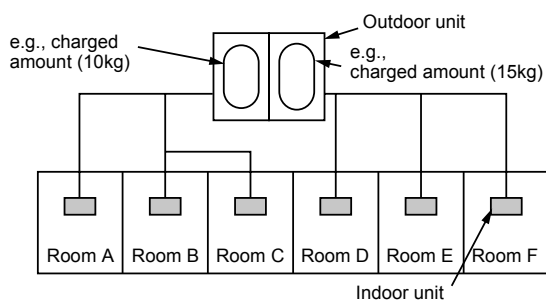 e.g., charged
amount (10kg)
Outdoor unit
e.g.,
charged amount (15kg)
Room A
Room B
Room C
Room D
Room E
Room F
Indoor unit